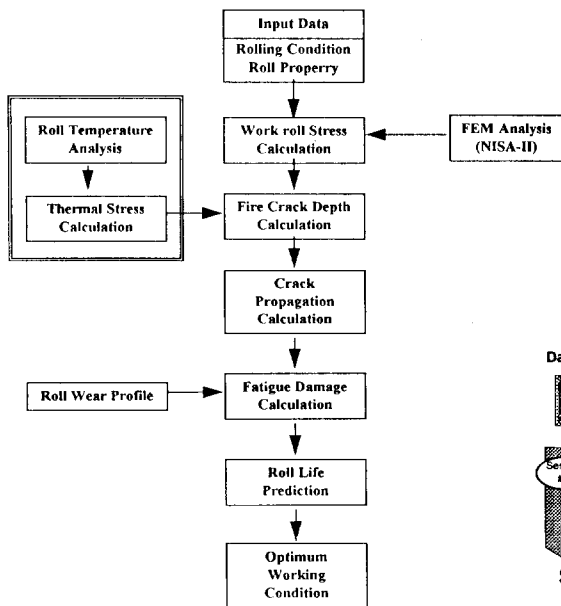 Input Data
Rolling Condition
Roll Properry
Roll Temperature
Analysis
Work roll Stress
Calculation
FEM Analysis
(NISA-II)
Thermal Stress
Calculation
Fire Crack Depth
Calculation
Crack
Propagation
Calculation
Roll Wear Profile
Fatigue Damage
Calculation
Roll Life
Prediction
Optimum
Working
Condition